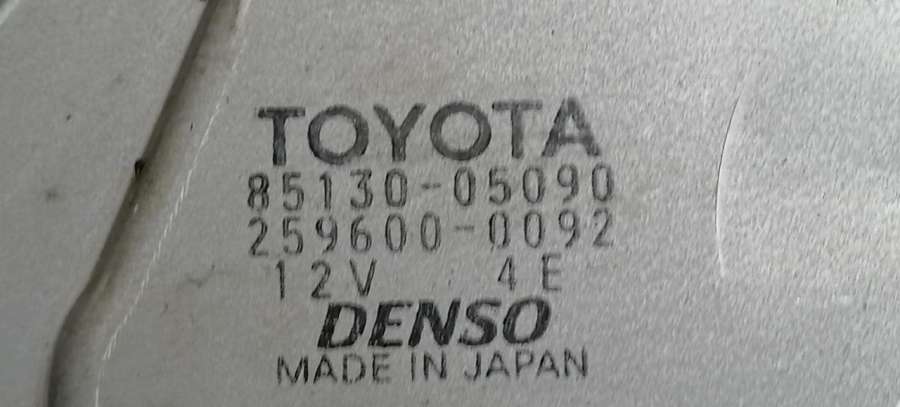 TOYOTA
85130-05090
259600-0092
12V 4E
DENSO
MADE IN JAPAN